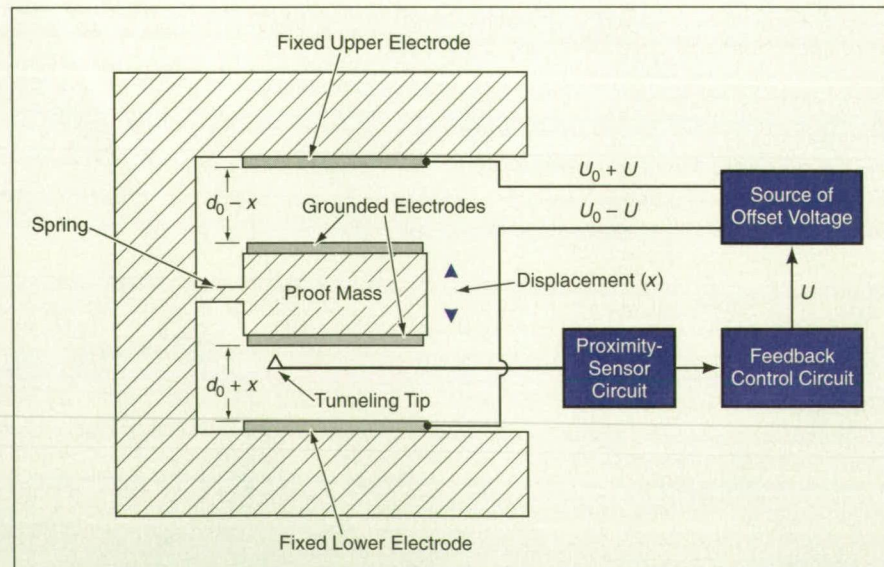 Fixed Upper Electrode
U₀ + U
U₀ – U
Source of
Offset Voltage
d₀ – x
Grounded Electrodes
Spring
Proof Mass
Displacement (x)
U
d₀ + x
Tunneling Tip
Proximity-
Sensor
Circuit
Feedback
Control Circuit
Fixed Lower Electrode